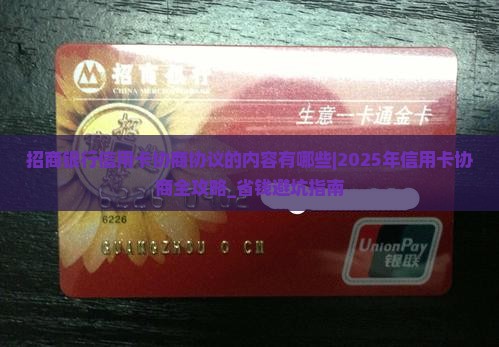 招商银行
CHINA MERCHANTS BANK
生意一卡通金卡
招商银行信用卡协商协议的内容有哪些|2025年信用卡协
商全攻略_省钱避坑指南
6226
GUANGZHOU O CM
UnionPay
银联